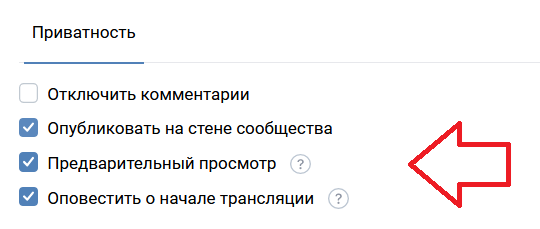 Приватность
Отключить комментарии
Опубликовать на стене сообщества
Предварительный просмотр ?
Оповестить о начале трансляции ?